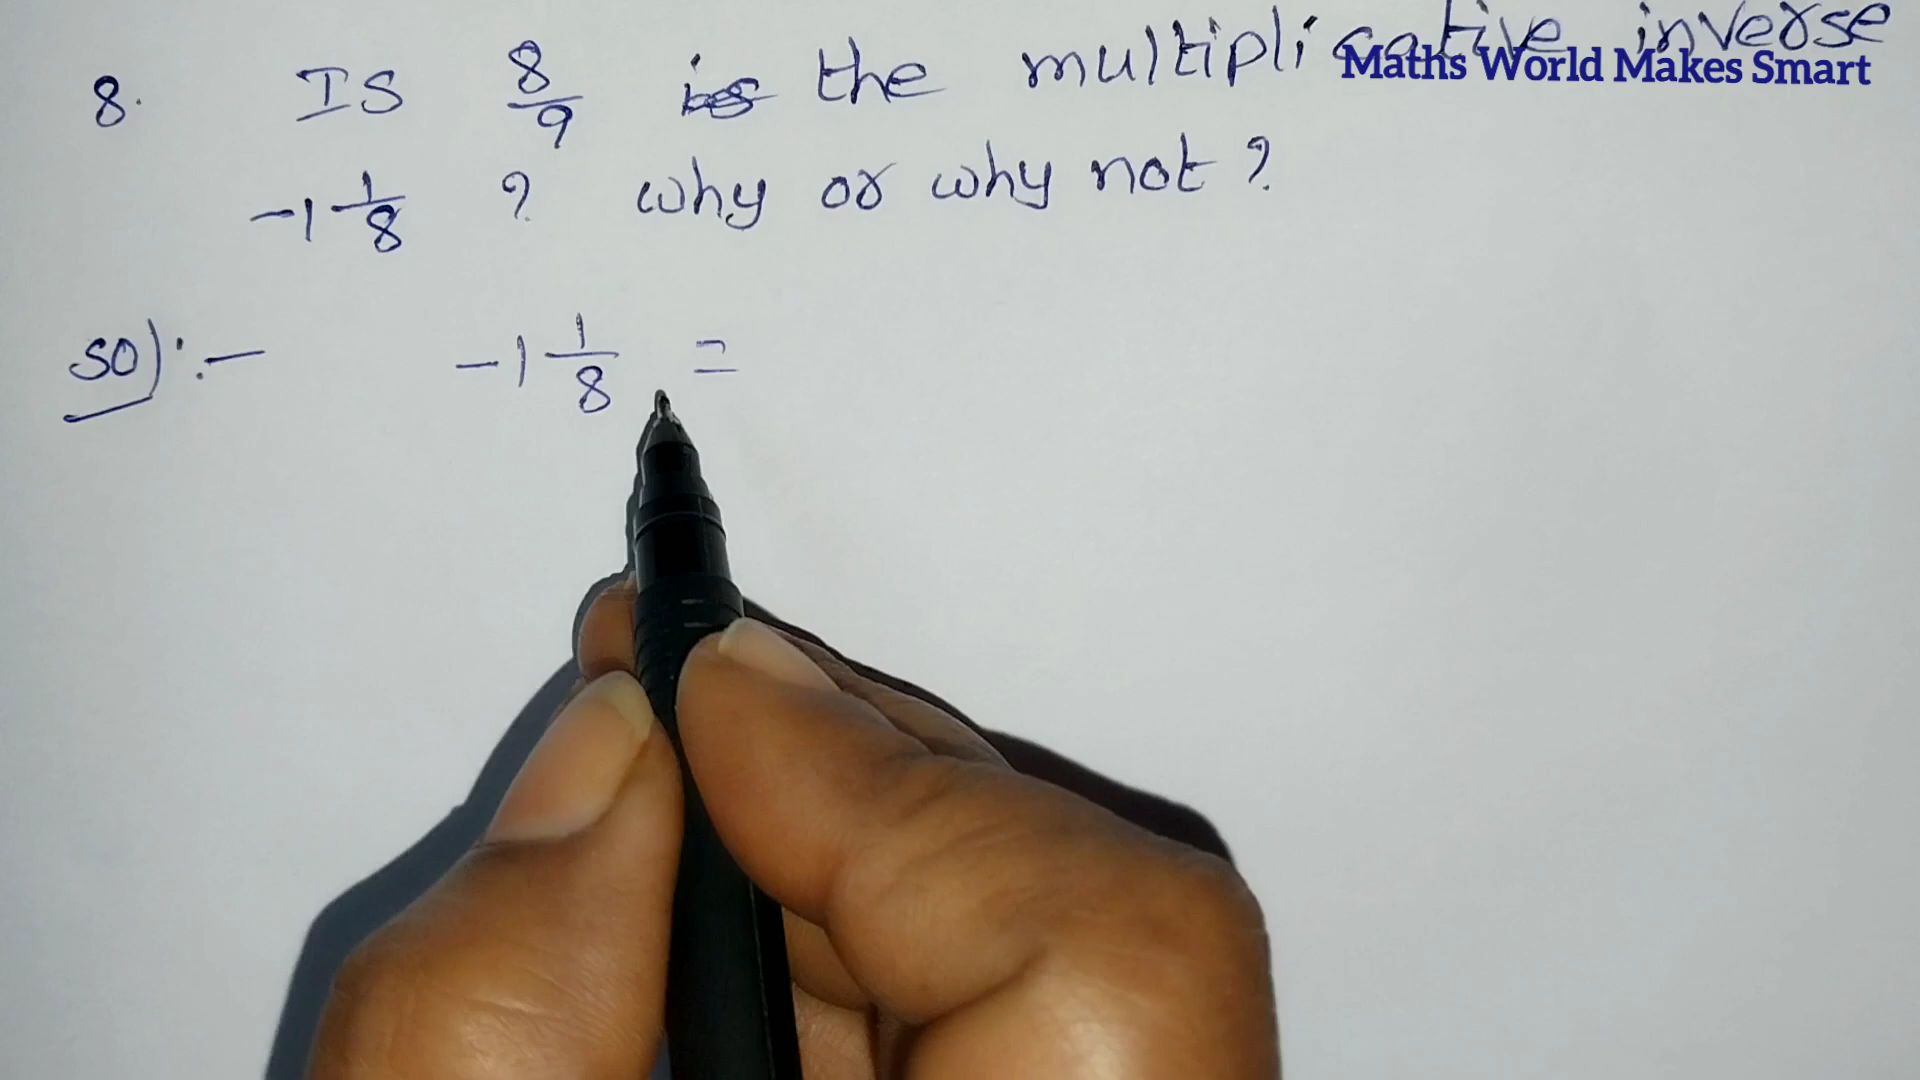 8. IS 8/9 is the multiplicative inverse
Maths World Makes Smart
-1 1/8 ? why or why not ?
Sol:- -1 1/8 =